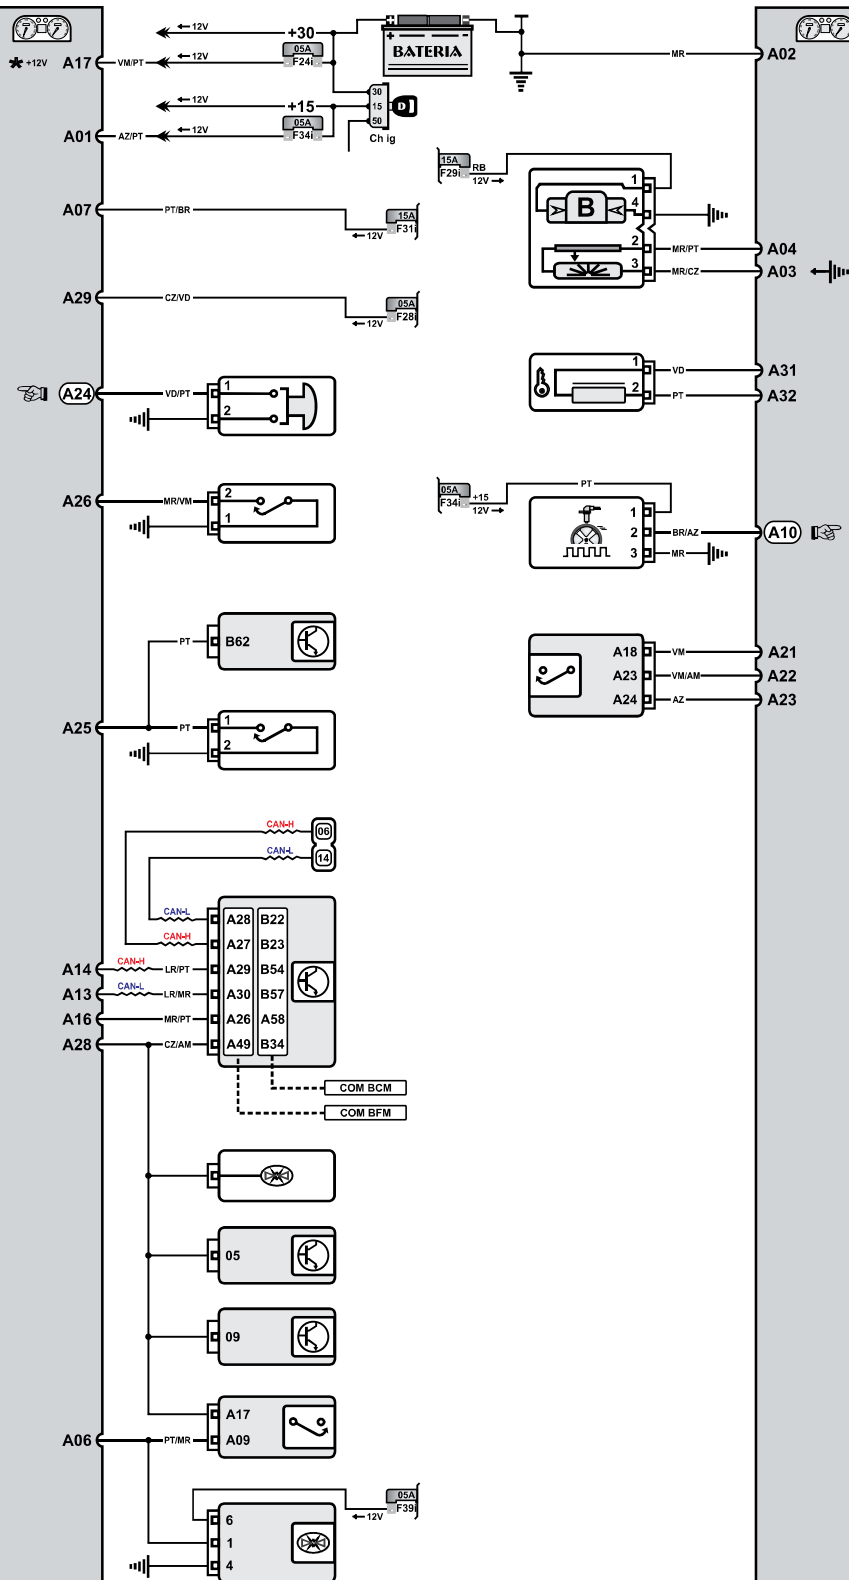 12V
+30
05A
F24i
BATERIA
+12V
A17
VM/PT
12V
MR
A02
30
15
50
D
Ch ig
12V
+15
05A
F34i
A01
AZ/PT
12V
15A
F29i
RB
12V
1
B
4
2
3
MR/PT
A04
MR/CZ
A03
A07
PT/BR
15A
F31i
12V
A29
CZ/VD
05A
F28i
12V
1
VD
A31
2
PT
A32
A24
VD/PT
1
2
A26
MR/VM
2
1
05A
F34i
+15
12V
PT
1
2
BR/AZ
A10
3
MR
PT
B62
A18
VM
A21
A23
VM/AM
A22
A24
AZ
A23
A25
PT
1
2
CAN-H
06
CAN-L
14
CAN-L
A28
B22
CAN-H
A27
B23
A14
CAN-H
LR/PT
A29
B54
A13
CAN-L
LR/MR
A30
B57
A16
MR/PT
A26
A58
A28
CZ/AM
A49
B34
COM BCM
COM BFM
05
09
A17
A06
PT/MR
A09
05A
F39i
12V
6
1
4